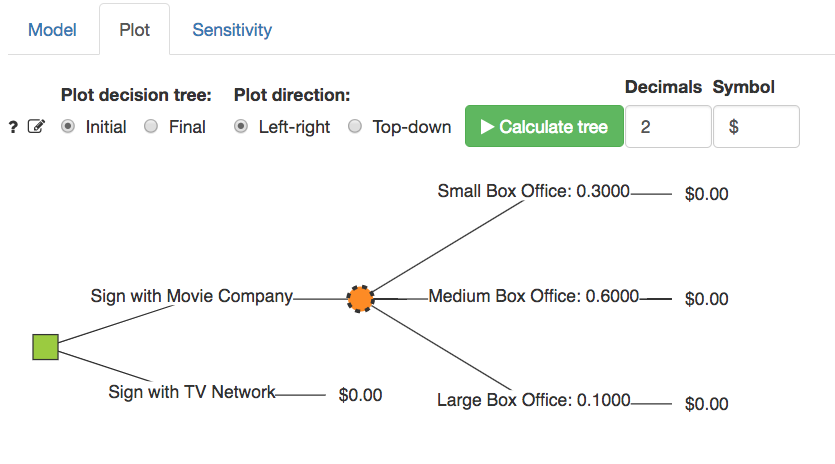 Model Plot Sensitivity
Plot decision tree: Plot direction: Decimals Symbol
? Initial Final Left-right Top-down Calculate tree 2 $
Small Box Office: 0.3000 $0.00
Sign with Movie Company Medium Box Office: 0.6000 $0.00
Sign with TV Network $0.00 Large Box Office: 0.1000 $0.00